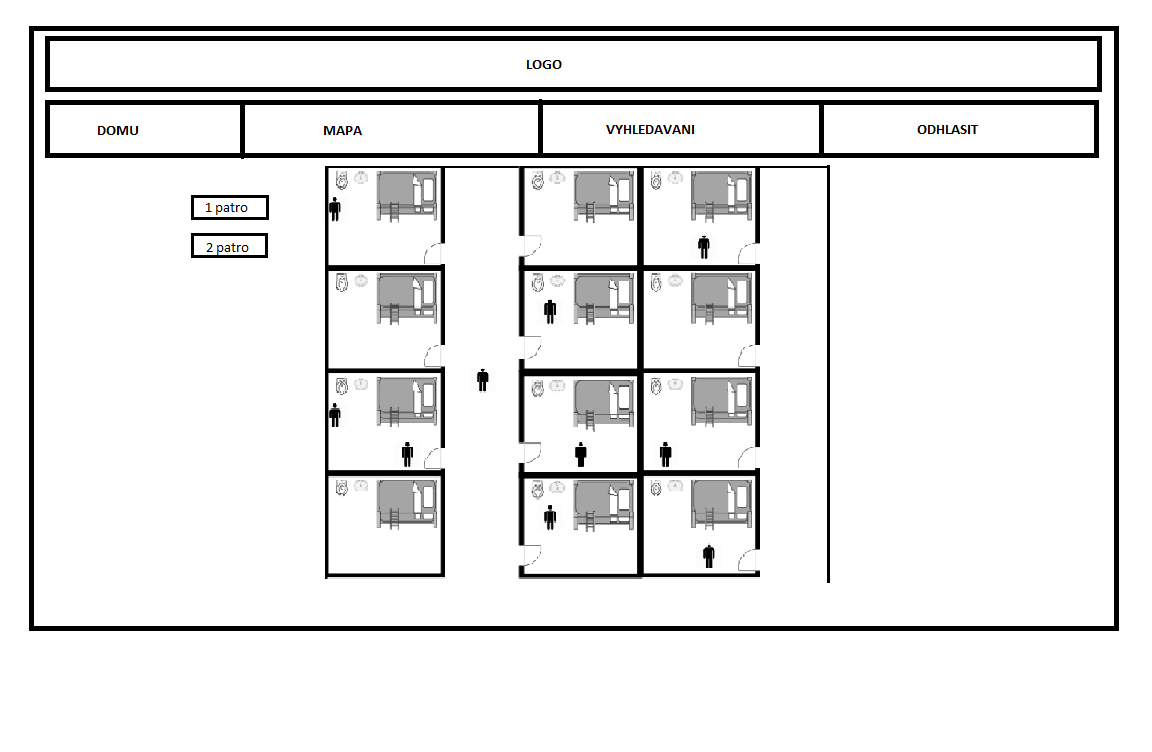 LOGO
DOMU MAPA VYHLEDAVANI ODHLASIT
1 patro
2 patro